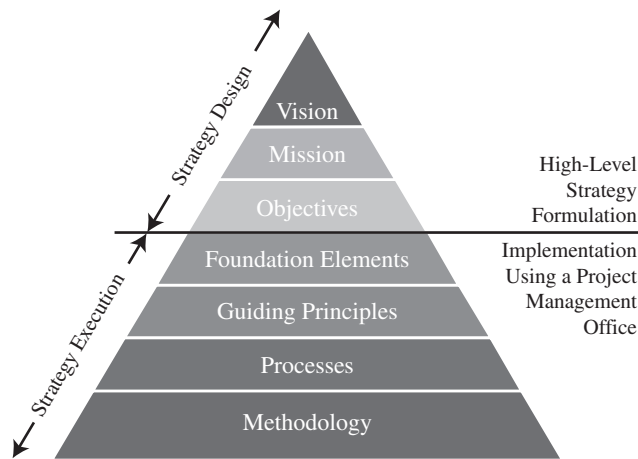 Strategy Design
Vision
Mission
Objectives
High-Level
Strategy
Formulation
Strategy Execution
Foundation Elements
Guiding Principles
Processes
Methodology
Implementation
Using a Project
Management
Office